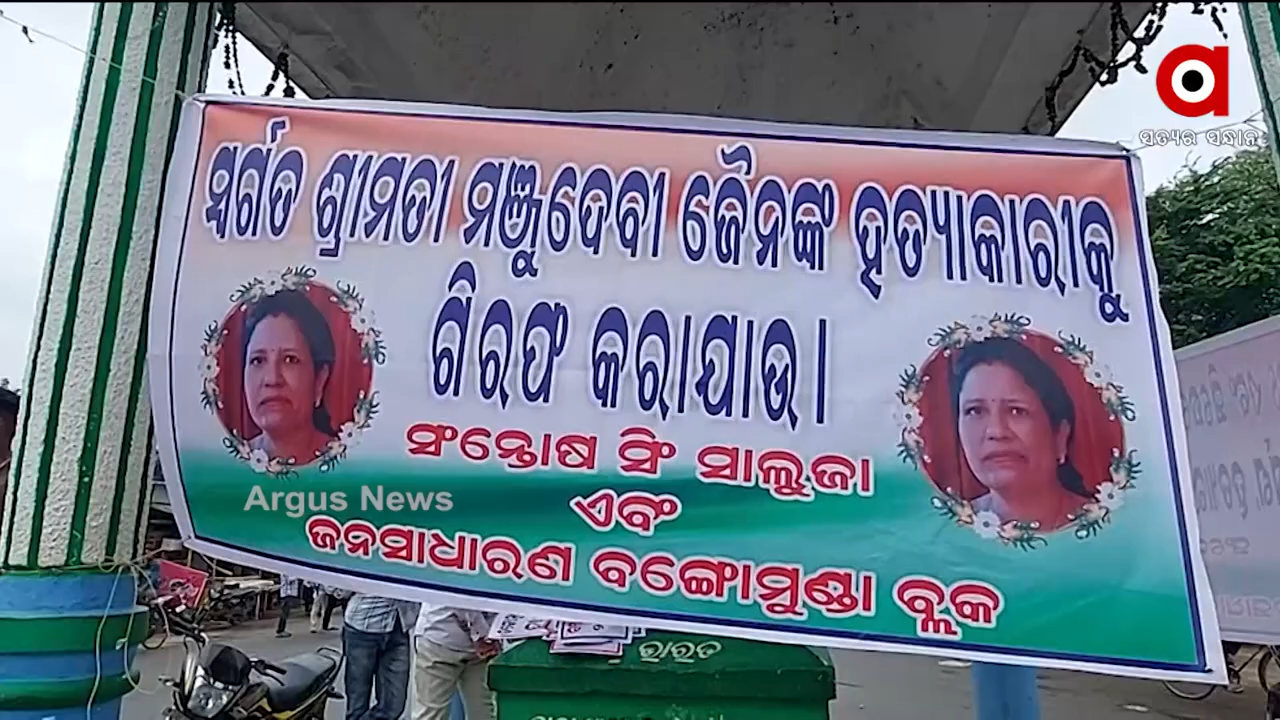 ସତ୍ୟର ସନ୍ଧାନ
ସ୍ୱର୍ଗତ ଶ୍ରୀମତୀ ମଞ୍ଜୁଦେବୀ ଜୈନଙ୍କ ହତ୍ୟାକାରୀକୁ
ଗିରଫ କରାଯାଉ।
ସଂତୋଷ ସିଂ ସାଲୁଜା
ଏବଂ
ଜନସାଧାରଣ ବଙ୍ଗୋମୁଣ୍ଡା ବ୍ଲକ
Argus News
ଭାରତ